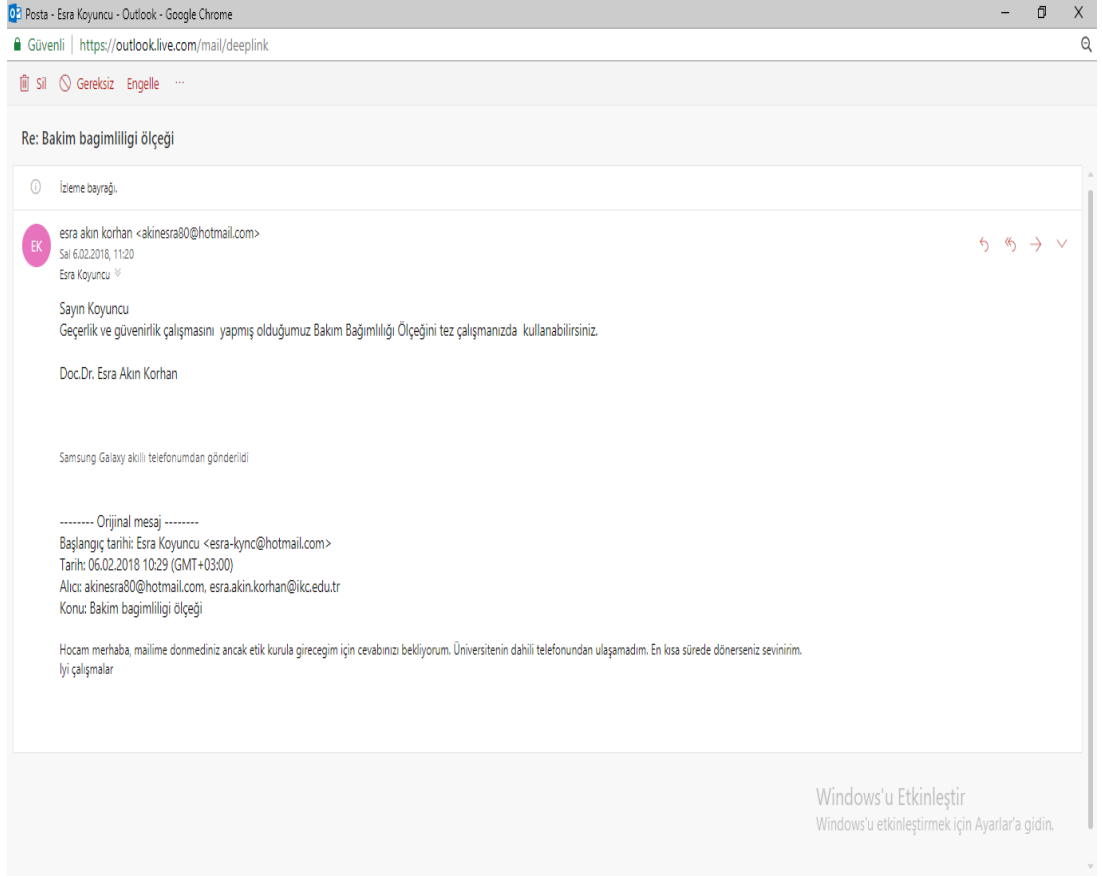 Posta - Esra Koyuncu - Outlook - Google Chrome
Güvenli | https://outlook.live.com/mail/deeplink
Sil Gereksiz Engelle ...
Re: Bakim bagimliligi ölçeği
İzleme bayrağı.
EK
esra akın korhan <akinesra80@hotmail.com>
Sal 6.02.2018, 11:20
Esra Koyuncu
Sayın Koyuncu
Geçerlik ve güvenirlik çalışmasını yapmış olduğumuz Bakım Bağımlılığı Ölçeğini tez çalışmanızda kullanabilirsiniz.
Doc.Dr. Esra Akın Korhan
Samsung Galaxy akıllı telefonumdan gönderildi
-------- Orijinal mesaj --------
Başlangıç tarihi: Esra Koyuncu <esra-kync@hotmail.com>
Tarih: 06.02.2018 10:29 (GMT+03:00)
Alıcı: akinesra80@hotmail.com, esra.akin.korhan@ikc.edu.tr
Konu: Bakim bagimliligi ölçeği
Hocam merhaba, mailime donmediniz ancak etik kurula girecegim için cevabınızı bekliyorum. Üniversitenin dahili telefonundan ulaşamadım. En kısa sürede dönerseniz sevinirim.
Iyi çalışmalar
Windows'u Etkinleştir
Windows'u etkinleştirmek için Ayarlar'a gidin.